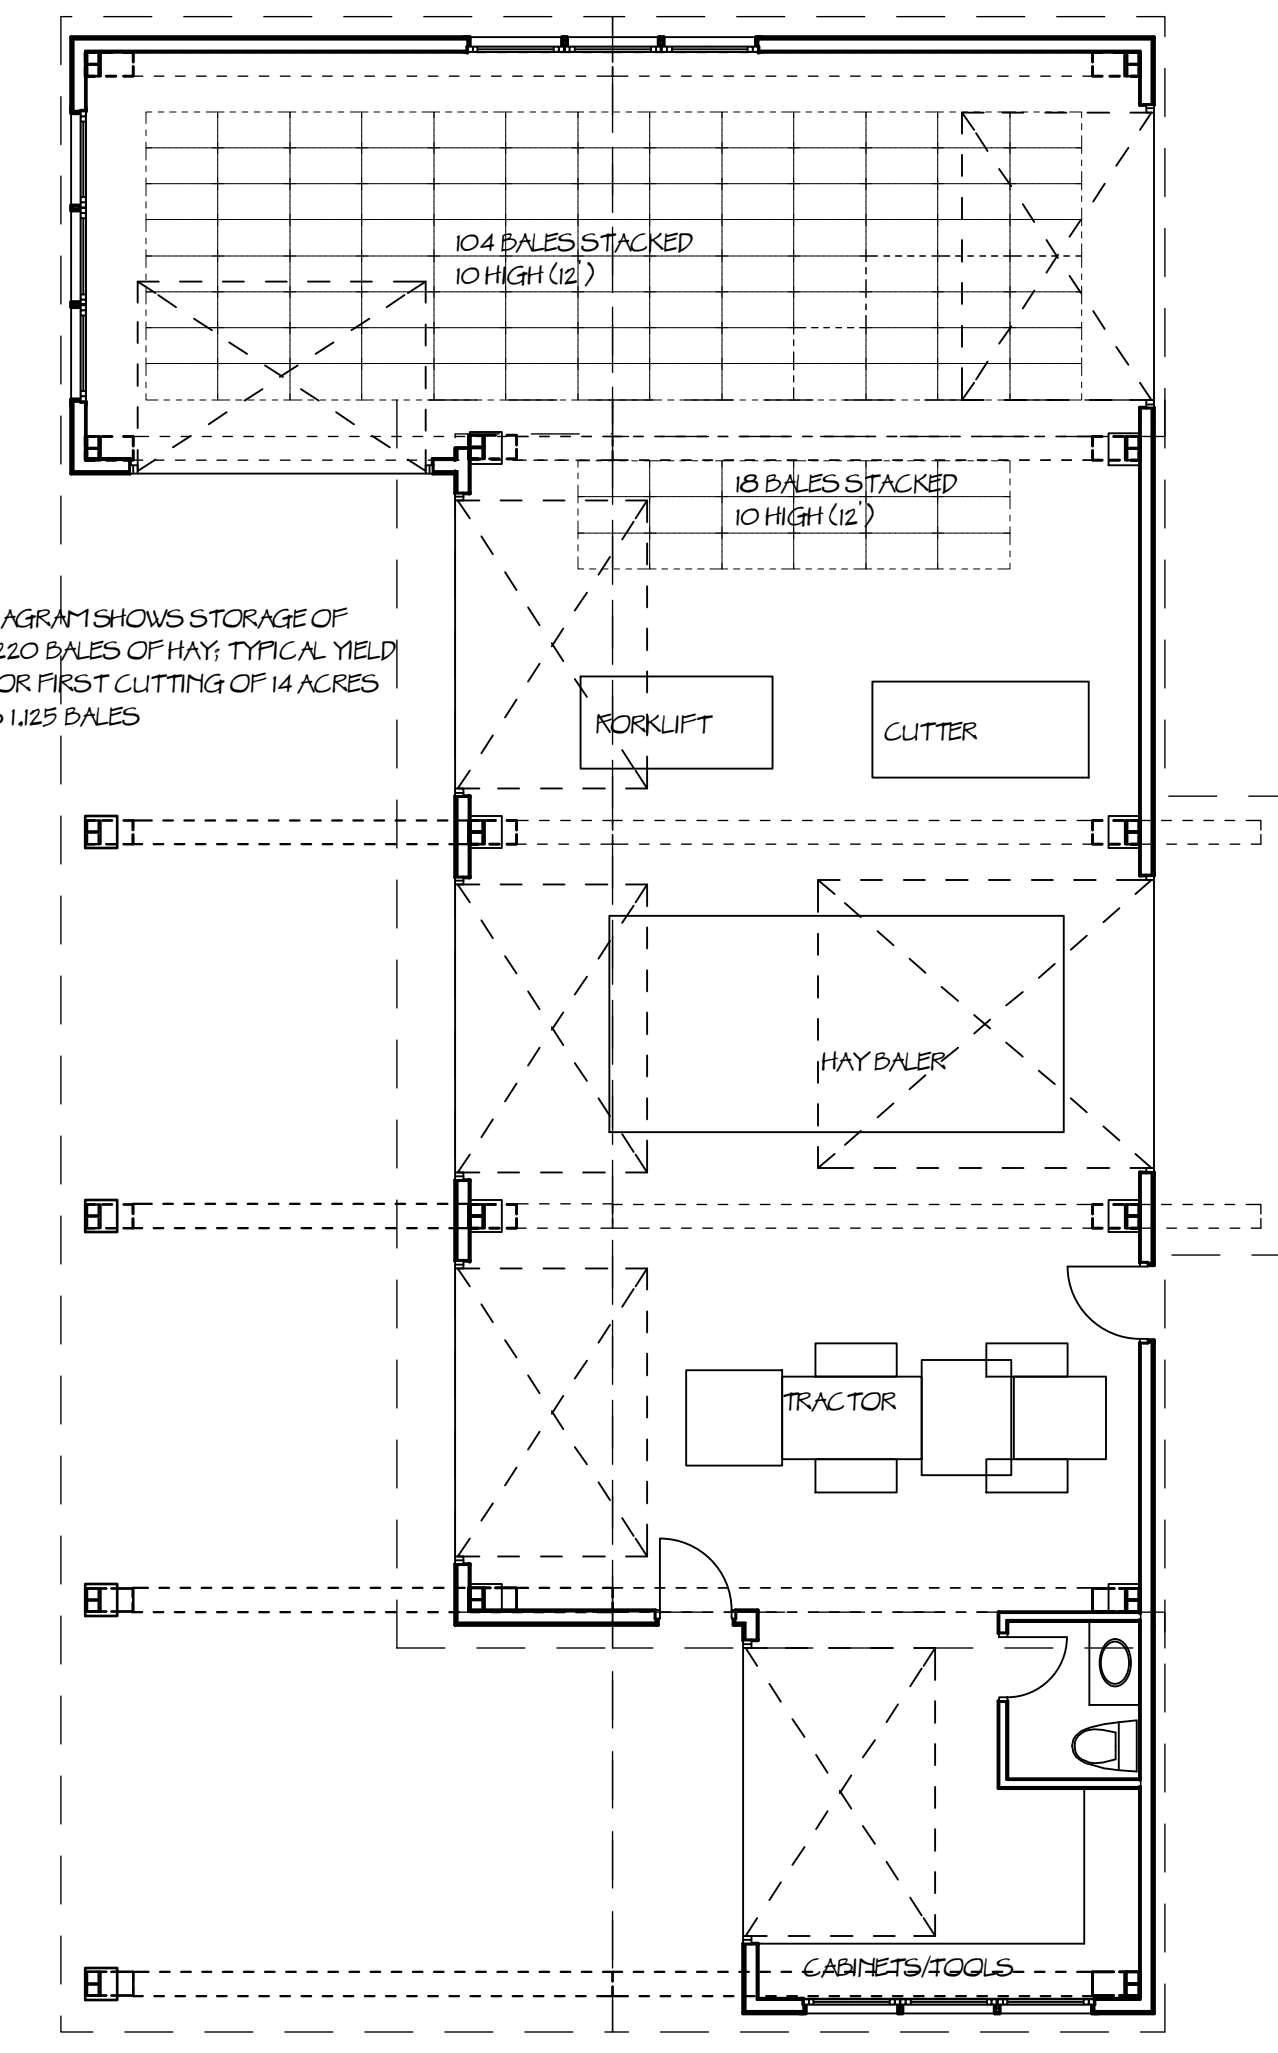 104 BALES STACKED
10 HIGH (12')
18 BALES STACKED
10 HIGH (12')
AGRAM SHOWS STORAGE OF
220 BALES OF HAY; TYPICAL YIELD
OR FIRST CUTTING OF 14 ACRES
1.125 BALES
FORKLIFT
CUTTER
HAY BALER
TRACTOR
CABINETS/TOOLS